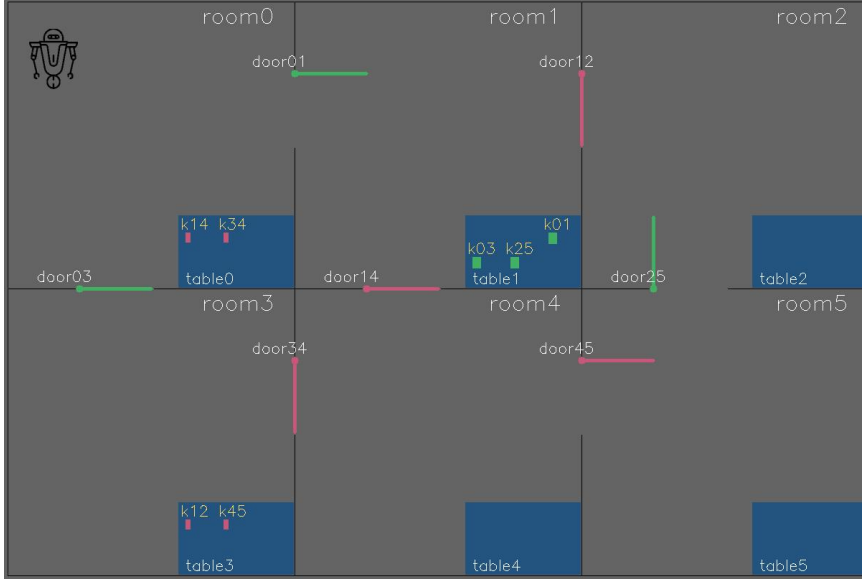 room0
room1
room2
door01
door12
k14 k34
k01
k03 k25
table0
table1
table2
door03
door14
door25
room3
room4
room5
door34
door45
k12 k45
table3
table4
table5